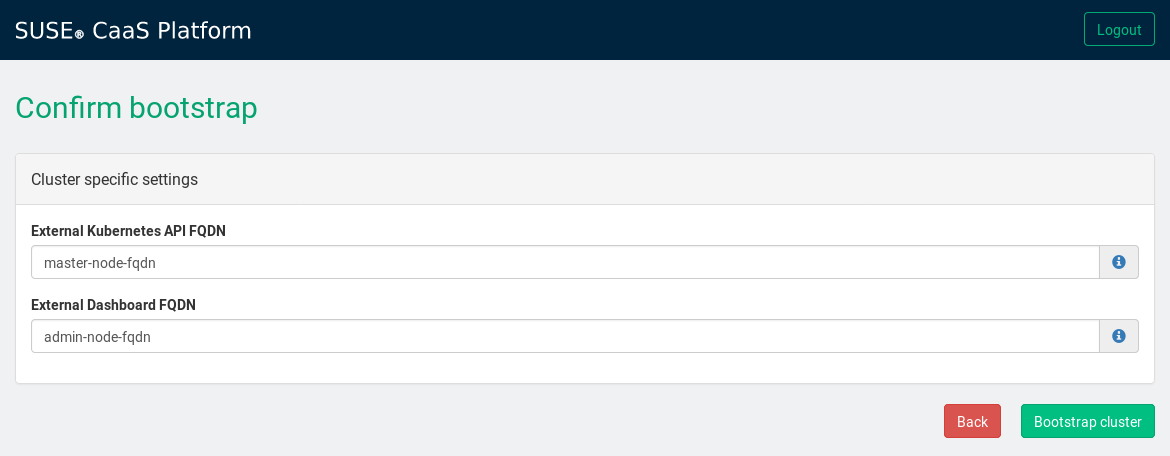 SUSE® CaaS Platform
Logout
Confirm bootstrap
Cluster specific settings
External Kubernetes API FQDN
master-node-fqdn
External Dashboard FQDN
admin-node-fqdn
Back
Bootstrap cluster